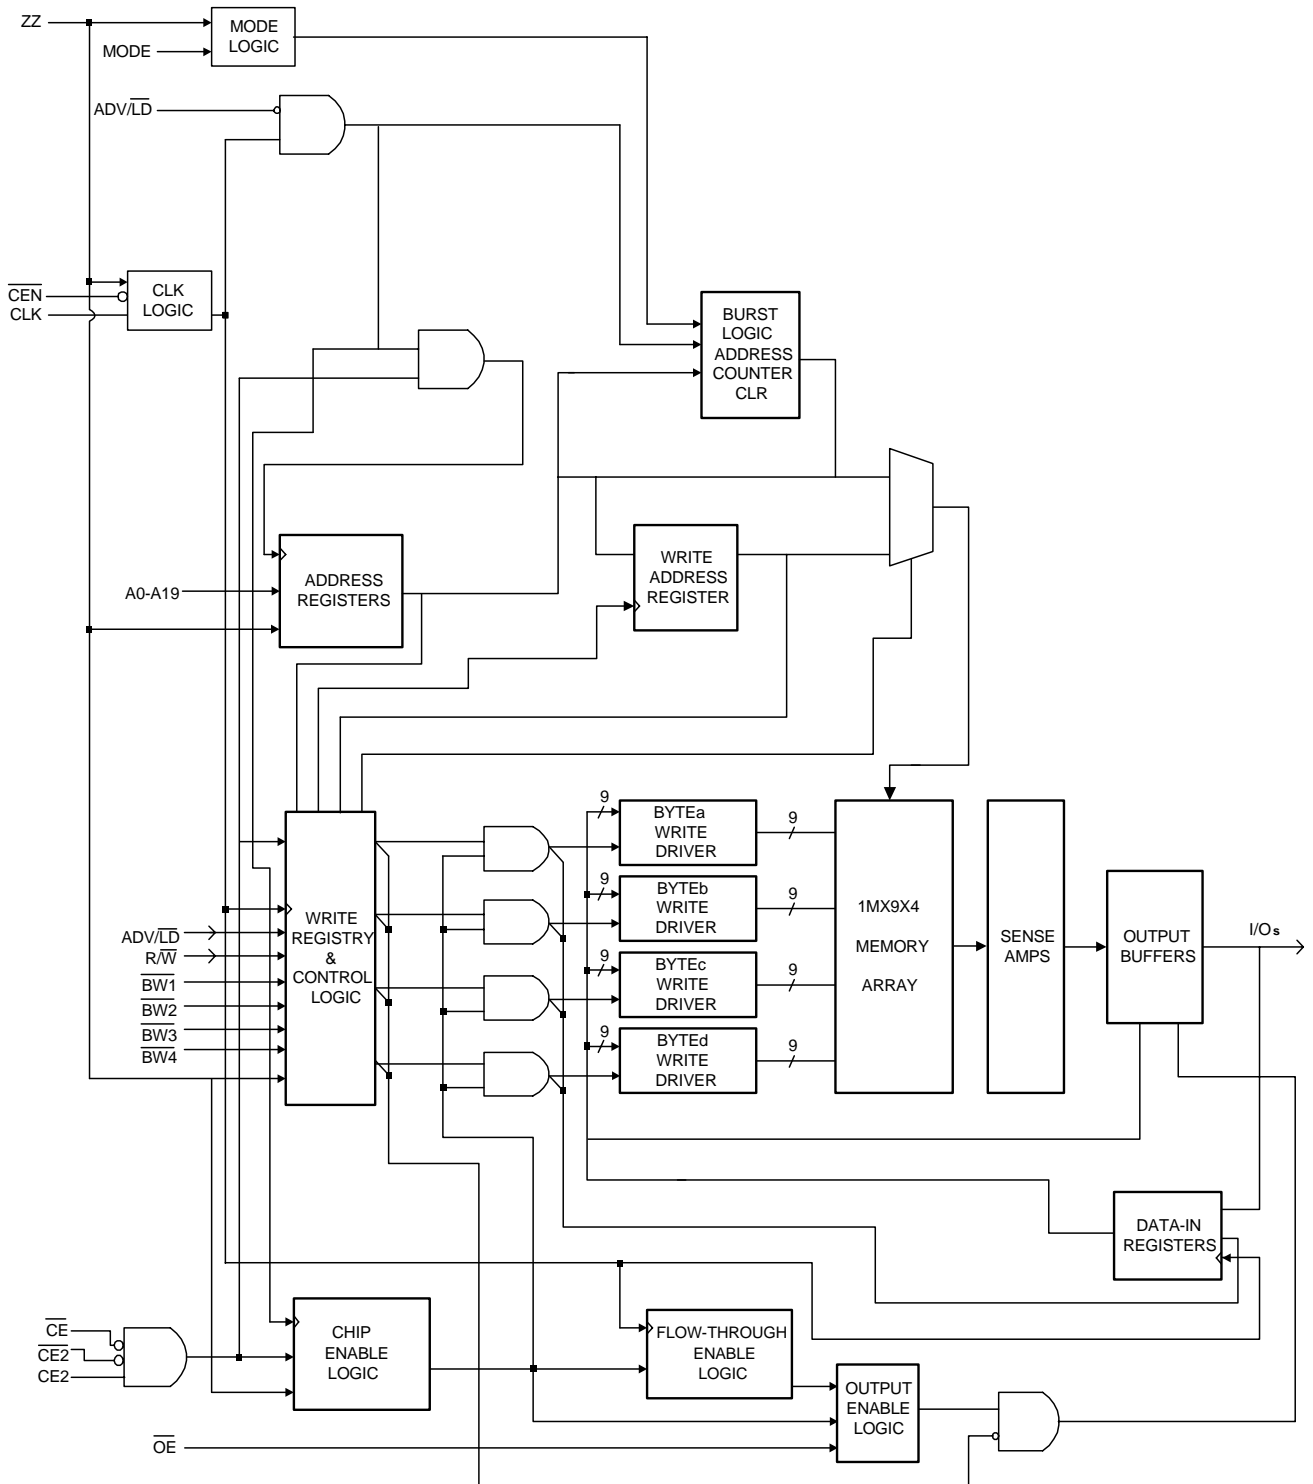 ZZ
MODE
LOGIC
MODE
ADV/LD
CEN
CLK
CLK
LOGIC
BURST
LOGIC
ADDRESS
COUNTER
CLR
ADDRESS
REGISTERS
A0-A19
WRITE
ADDRESS
REGISTER
WRITE
REGISTRY
&
CONTROL
LOGIC
ADV/LD
R/W
BW1
BW2
BW3
BW4
9
BYTEa
WRITE
DRIVER
9
9
BYTEb
WRITE
DRIVER
9
9
BYTEc
WRITE
DRIVER
9
9
BYTEd
WRITE
DRIVER
9
1MX9X4
MEMORY
ARRAY
SENSE
AMPS
OUTPUT
BUFFERS
I/Os
DATA-IN
REGISTERS
CE
CE2
CE2
CHIP
ENABLE
LOGIC
FLOW-THROUGH
ENABLE
LOGIC
OUTPUT
ENABLE
LOGIC
OE